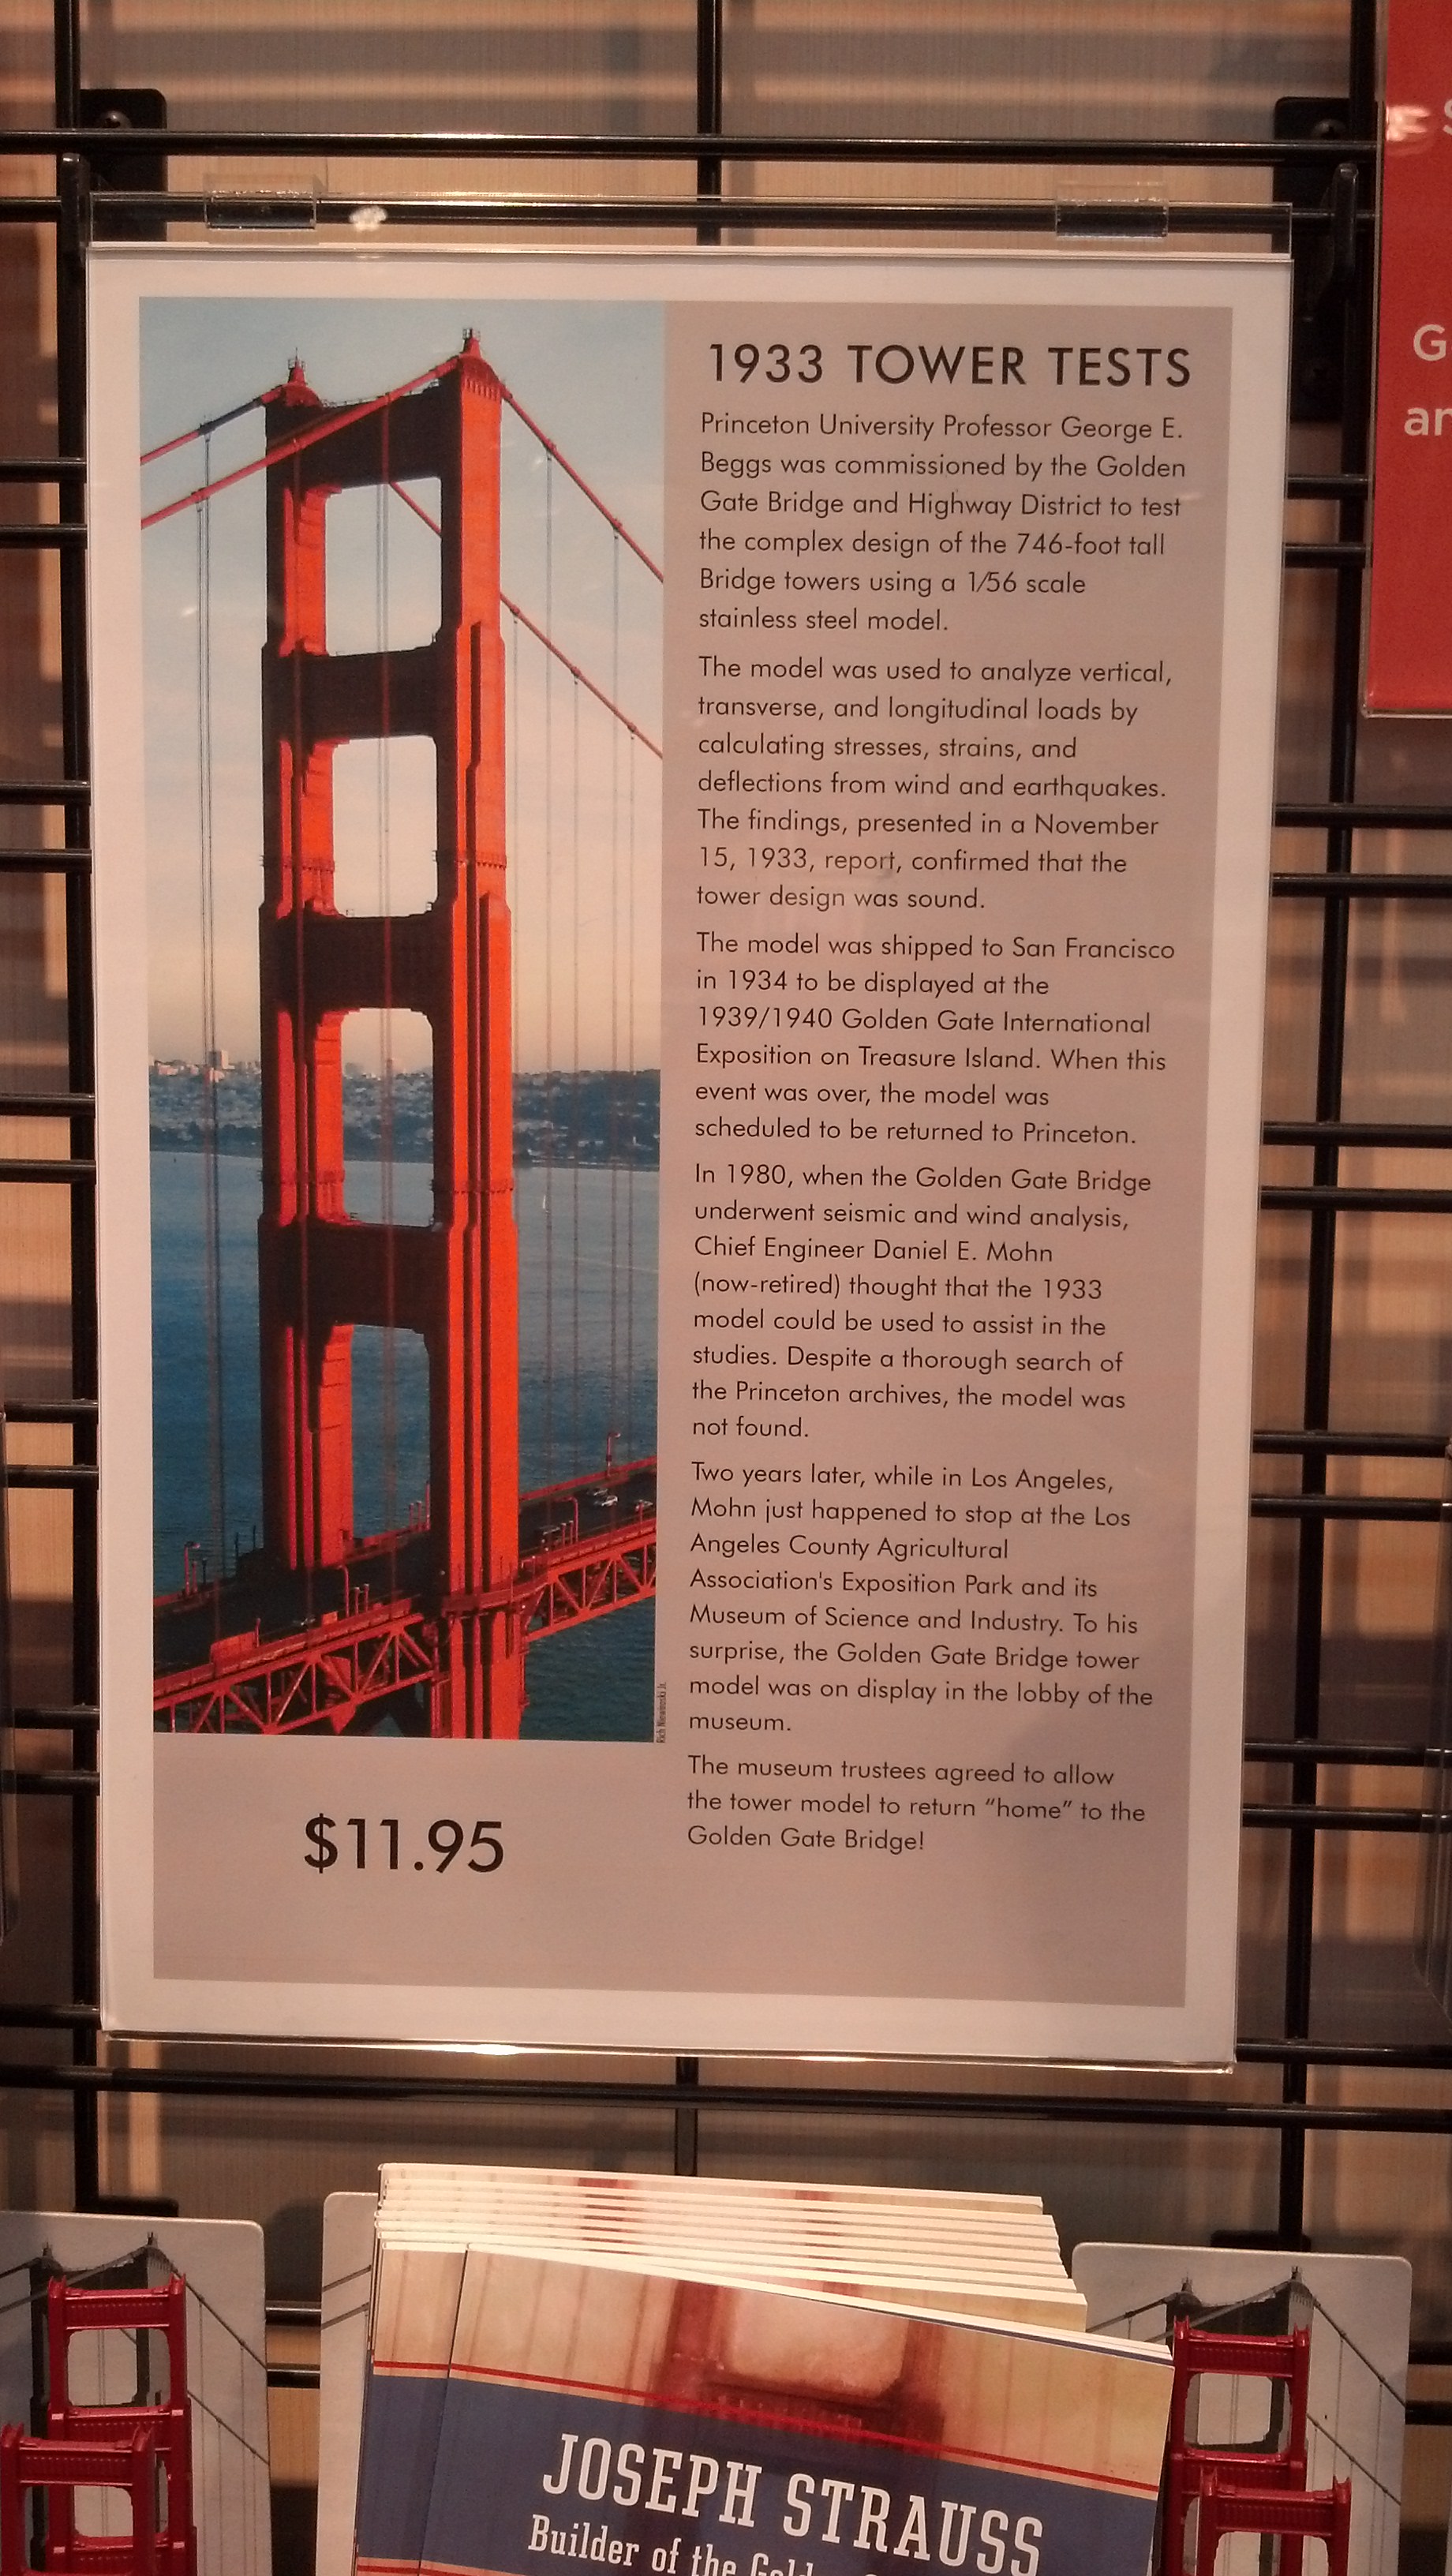 1933 TOWER TESTS
Princeton University Professor George E.
Beggs was commissioned by the Golden
Gate Bridge and Highway District to test
the complex design of the 746-foot tall
Bridge towers using a 1/56 scale
stainless steel model.
The model was used to analyze vertical,
transverse, and longitudinal loads by
calculating stresses, strains, and
deflections from wind and earthquakes.
The findings, presented in a November
15, 1933, report, confirmed that the
tower design was sound.
The model was shipped to San Francisco
in 1934 to be displayed at the
1939/1940 Golden Gate International
Exposition on Treasure Island. When this
event was over, the model was
scheduled to be returned to Princeton.
In 1980, when the Golden Gate Bridge
underwent seismic and wind analysis,
Chief Engineer Daniel E. Mohn
(now-retired) thought that the 1933
model could be used to assist in the
studies. Despite a thorough search of
the Princeton archives, the model was
not found.
Two years later, while in Los Angeles,
Mohn just happened to stop at the Los
Angeles County Agricultural
Association's Exposition Park and its
Museum of Science and Industry. To his
surprise, the Golden Gate Bridge tower
model was on display in the lobby of the
museum.
The museum trustees agreed to allow
the tower model to return “home” to the
Golden Gate Bridge!
$11.95
JOSEPH STRAUSS
Builder of the